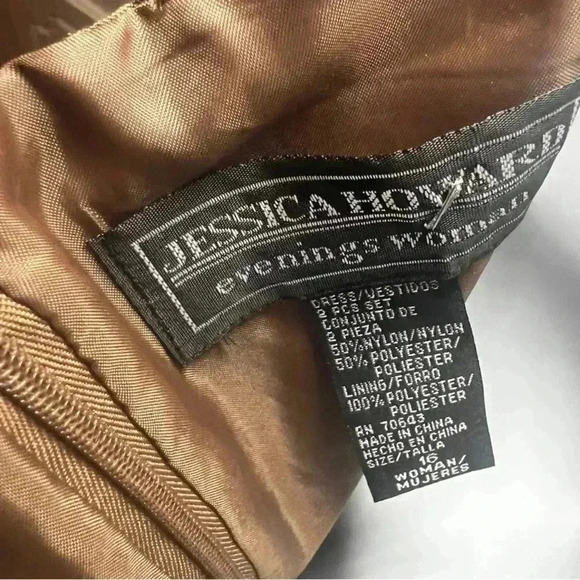 JESSICA HOWARD
evenings woman
DRESS/VESTIDOS
2 PCS SET
CONJUNTO DE
2 PIEZA
50%NYLON/NYLON
50% POLYESTER/
POLIESTER
LINING/FORRO
100% POLYESTER/
POLIESTER
RN 70643
MADE IN CHINA
HECHO EN CHINA
SIZE/TALLA
16
WOMAN/
MUJERES